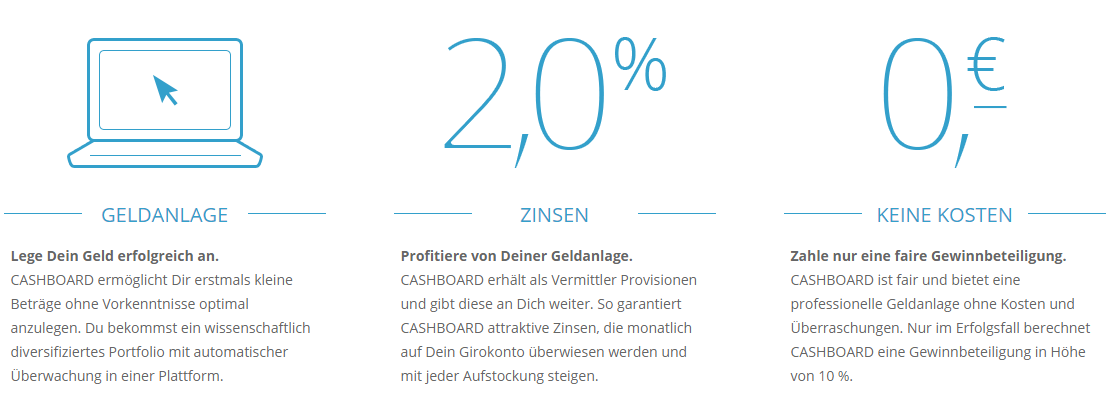 2,0%
0,€
GELDANLAGE
ZINSEN
KEINE KOSTEN
Lege Dein Geld erfolgreich an.
CASHBOARD ermöglicht Dir erstmals kleine
Beträge ohne Vorkenntnisse optimal
anzulegen. Du bekommst ein wissenschaftlich
diversifiziertes Portfolio mit automatischer
Überwachung in einer Plattform.
Profitiere von Deiner Geldanlage.
CASHBOARD erhält als Vermittler Provisionen
und gibt diese an Dich weiter. So garantiert
CASHBOARD attraktive Zinsen, die monatlich
auf Dein Girokonto überwiesen werden und
mit jeder Aufstockung steigen.
Zahle nur eine faire Gewinnbeteiligung.
CASHBOARD ist fair und bietet eine
professionelle Geldanlage ohne Kosten und
Überraschungen. Nur im Erfolgsfall berechnet
CASHBOARD eine Gewinnbeteiligung in Höhe
von 10 %.